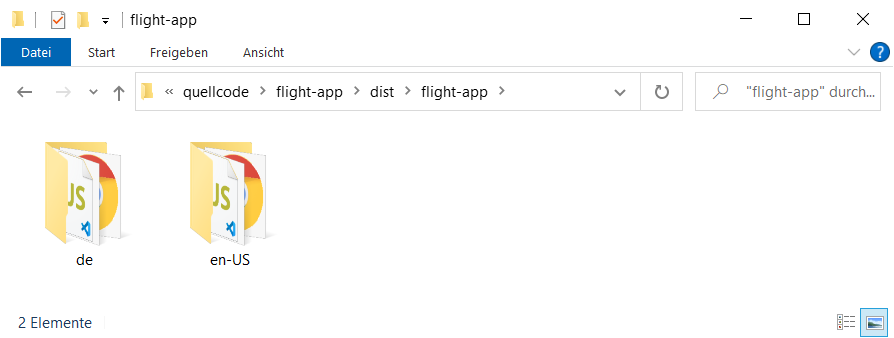 flight-app
Datei Start Freigeben Ansicht
« quellcode > flight-app > dist > flight-app >
"flight-app" durch...
JS JS
de en-US
2 Elemente